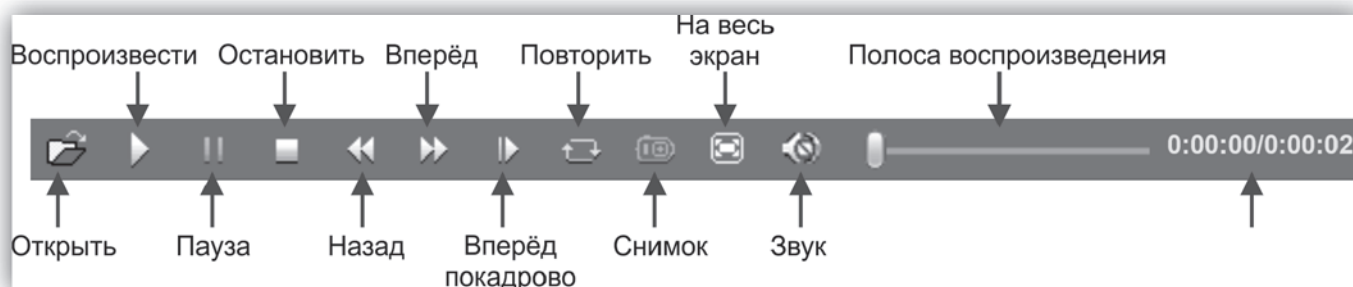 На весь
экран
Воспроизвести Остановить Вперёд Повторить Полоса воспроизведения
0:00:00/0:00:02
Открыть Пауза Назад Вперёд Снимок Звук
покадрово